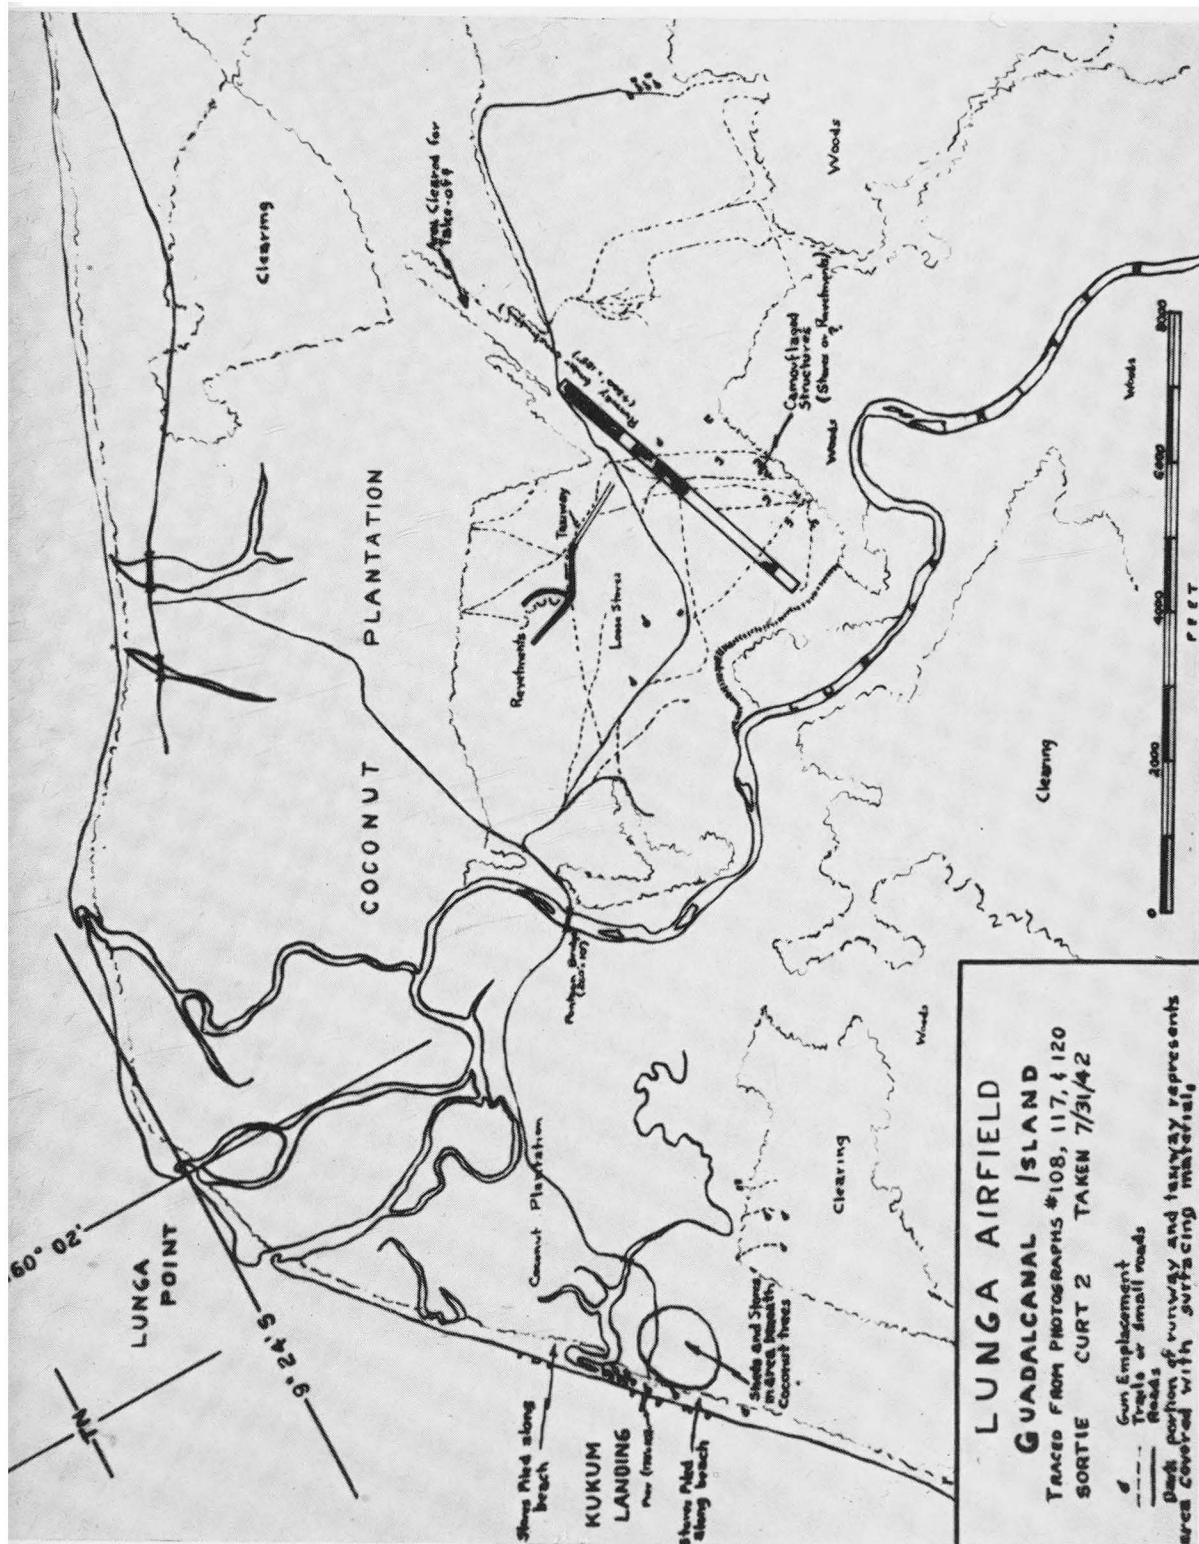 60° 02'
LUNGA
POINT
TN
9° 24' S
Stores Piled along
beach
KUKUM
LANDING
Stores Piled
along beach
Coconut Plantation
Sheds and Stores
in area beneath
Coconut trees
Clearing
Woods
Pontoon Bridge
COCONUT PLANTATION
Clearing
Revetments
Taxiway
Loose Stores
Area Cleared for
Take-off
Runway
Camouflaged
Structures
(Stores or Revetments)
?
Woods
Woods
Woods
Clearing
0 2000 4000 6000 8000
FEET
LUNGA AIRFIELD
GUADALCANAL ISLAND
TRACED FROM PHOTOGRAPHS #108, 117, & 120
SORTIE CURT 2 TAKEN 7/31/42
Gun Emplacement
Trails or small roads
Roads
Dark portion of runway and taxiway represents
area covered with surfacing material.